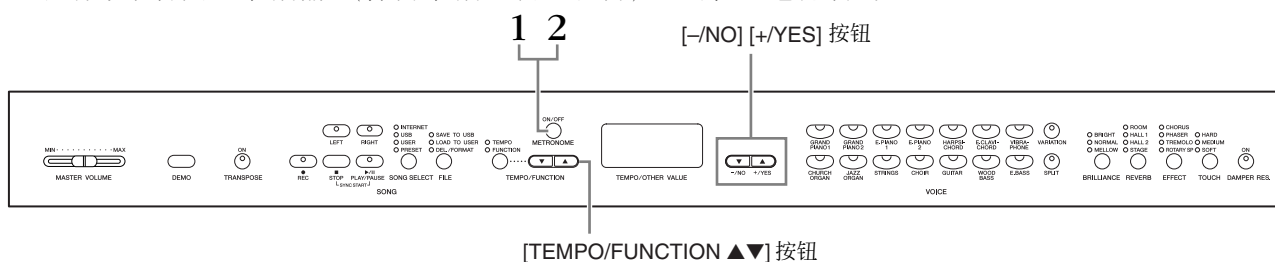 1 2
[–/NO] [+/YES] 按钮
MIN MAX
MASTER VOLUME
DEMO
ON
TRANSPOSE
LEFT
RIGHT
REC
STOP
PLAY/PAUSE
SYNC START
SONG
INTERNET
USB
USER
PRESET
SONG SELECT
SAVE TO USB
LOAD TO USER
DEL./FORMAT
FILE
TEMPO
FUNCTION
ON/OFF
METRONOME
TEMPO/FUNCTION
TEMPO/OTHER VALUE
–/NO +/YES
GRAND PIANO 1
GRAND PIANO 2
E.PIANO 1
E.PIANO 2
HARPSI-CHORD
E.CLAVI-CHORD
VIBRA-PHONE
VARIATION
CHURCH ORGAN
JAZZ ORGAN
STRINGS
CHOIR
GUITAR
WOOD BASS
E.BASS
SPLIT
VOICE
BRIGHT
NORMAL
MELLOW
BRILLIANCE
ROOM
HALL 1
HALL 2
STAGE
REVERB
CHORUS
PHASER
TREMOLO
ROTARY SP
EFFECT
HARD
MEDIUM
SOFT
TOUCH
ON
DAMPER RES.
[TEMPO/FUNCTION ▲▼] 按钮